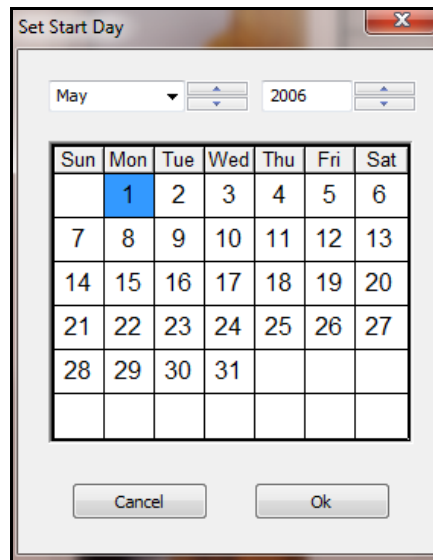 Set Start Day
May 2006
Sun Mon Tue Wed Thu Fri Sat
1 2 3 4 5 6
7 8 9 10 11 12 13
14 15 16 17 18 19 20
21 22 23 24 25 26 27
28 29 30 31
Cancel Ok